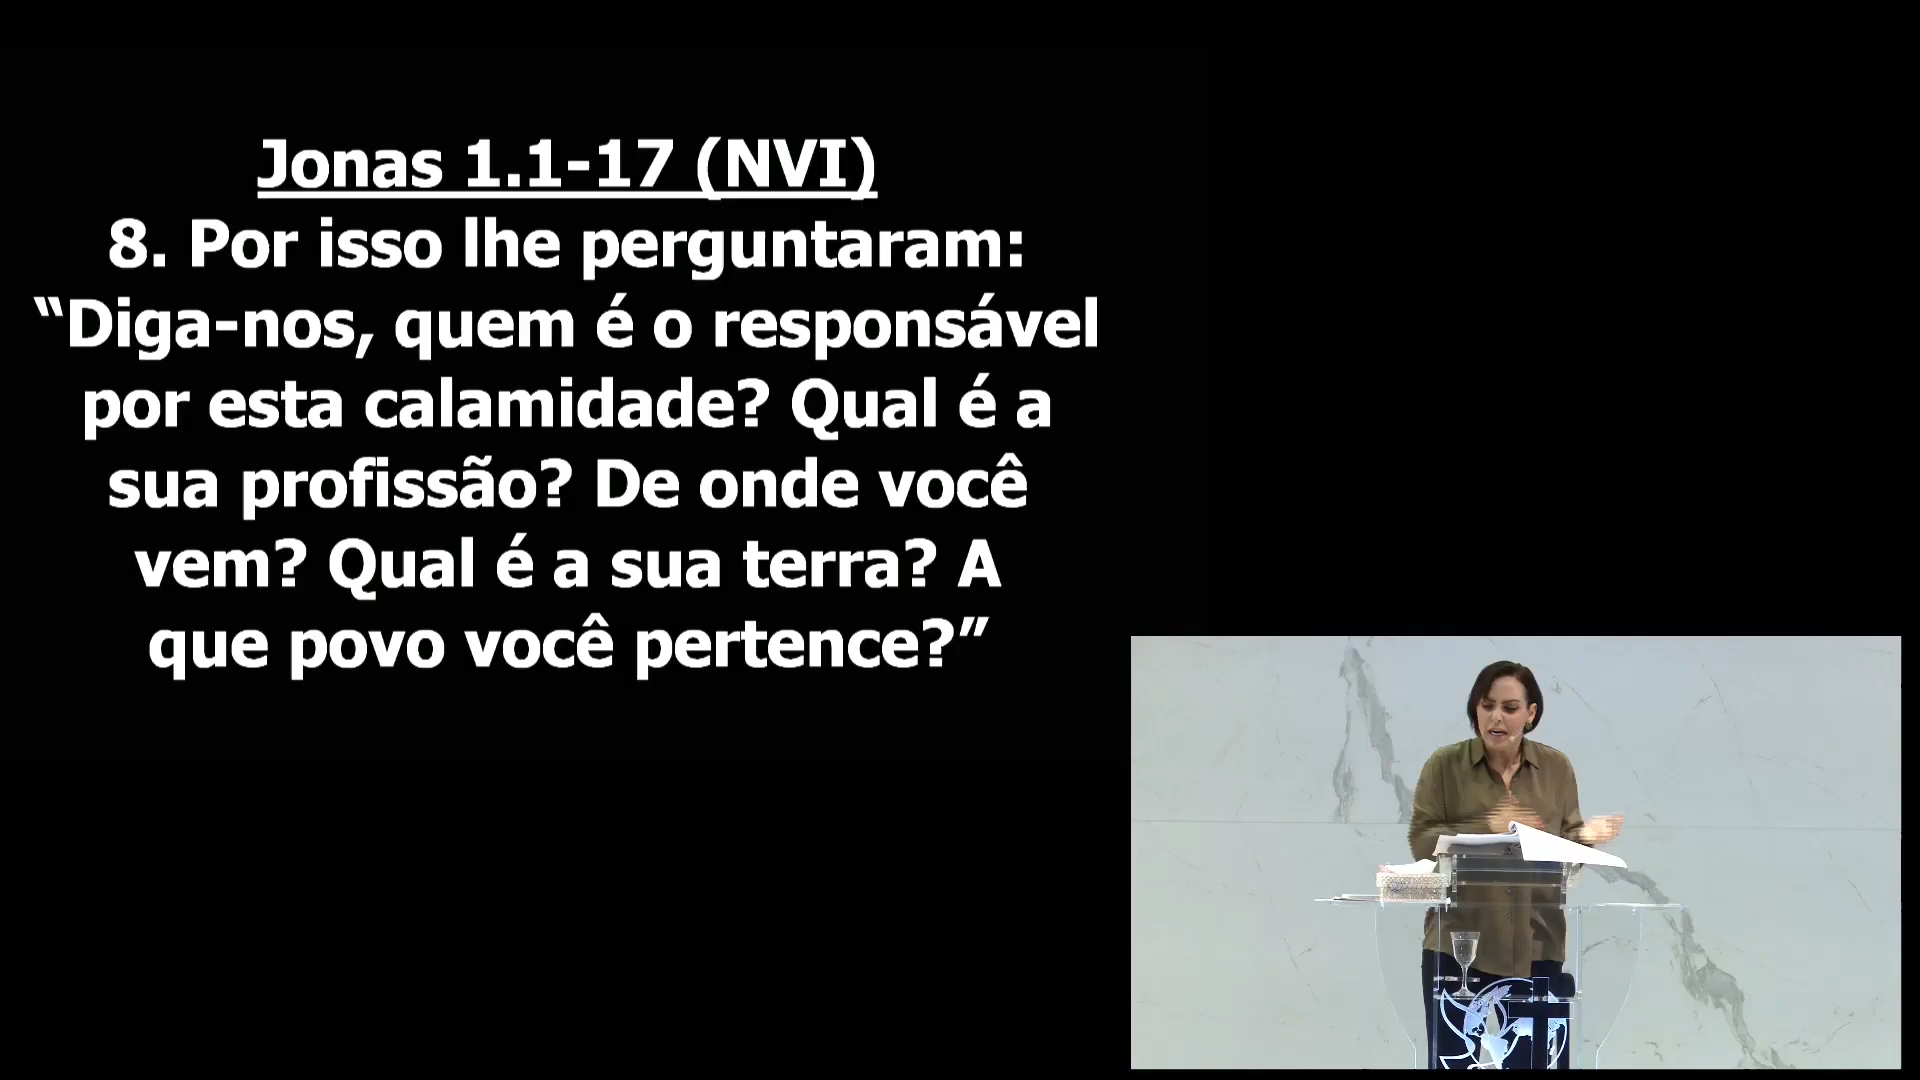 Jonas 1.1-17 (NVI)
8. Por isso lhe perguntaram:
“Diga-nos, quem é o responsável
por esta calamidade? Qual é a
sua profissão? De onde você
vem? Qual é a sua terra? A
que povo você pertence?”